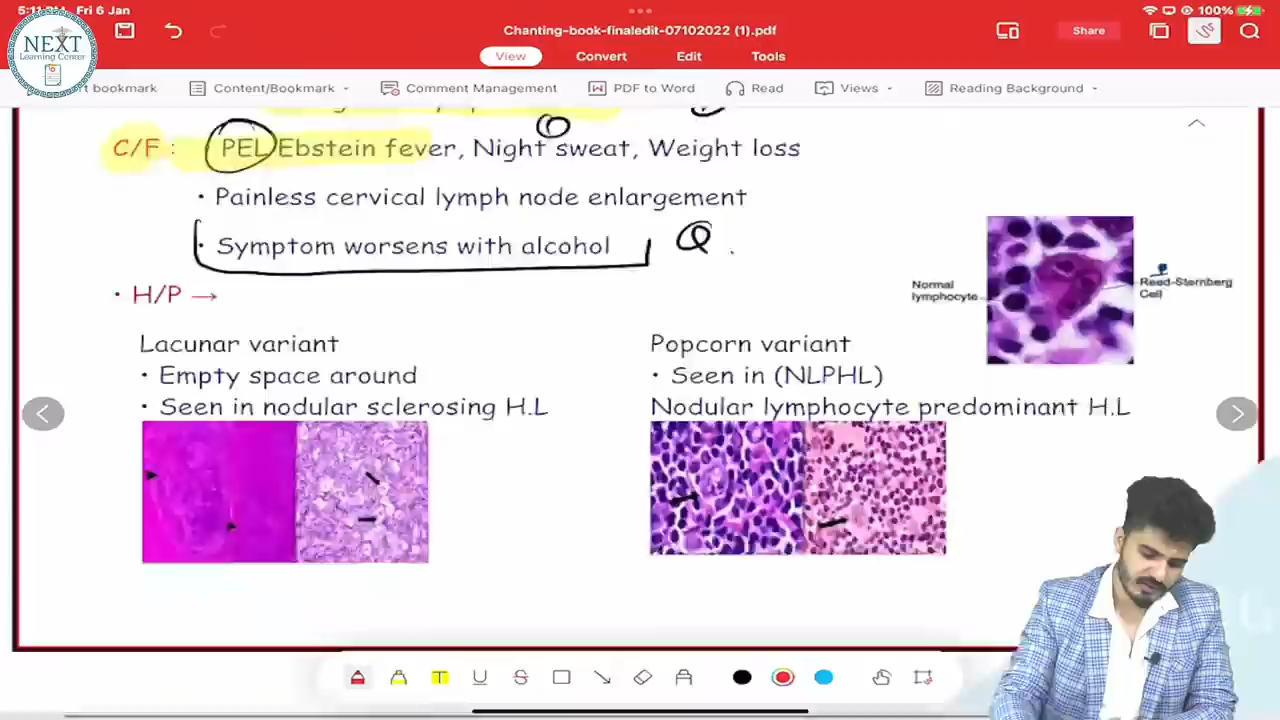 5:11 PM Fri 6 Jan
100%
NEXT
Learning Center
Chanting-book-finaledit-07102022 (1).pdf
Share
View
Convert
Edit
Tools
bookmark
Content/Bookmark
Comment Management
PDF to Word
Read
Views
Reading Background
C/F : PEL Ebstein fever, Night sweat, Weight loss
· Painless cervical lymph node enlargement
· Symptom worsens with alcohol
Q .
· H/P →
Normal
lymphocyte
Reed-Sternberg
Cell
Lacunar variant
• Empty space around
• Seen in nodular sclerosing H.L
Popcorn variant
• Seen in (NLPHL)
Nodular lymphocyte predominant H.L
T
U
S